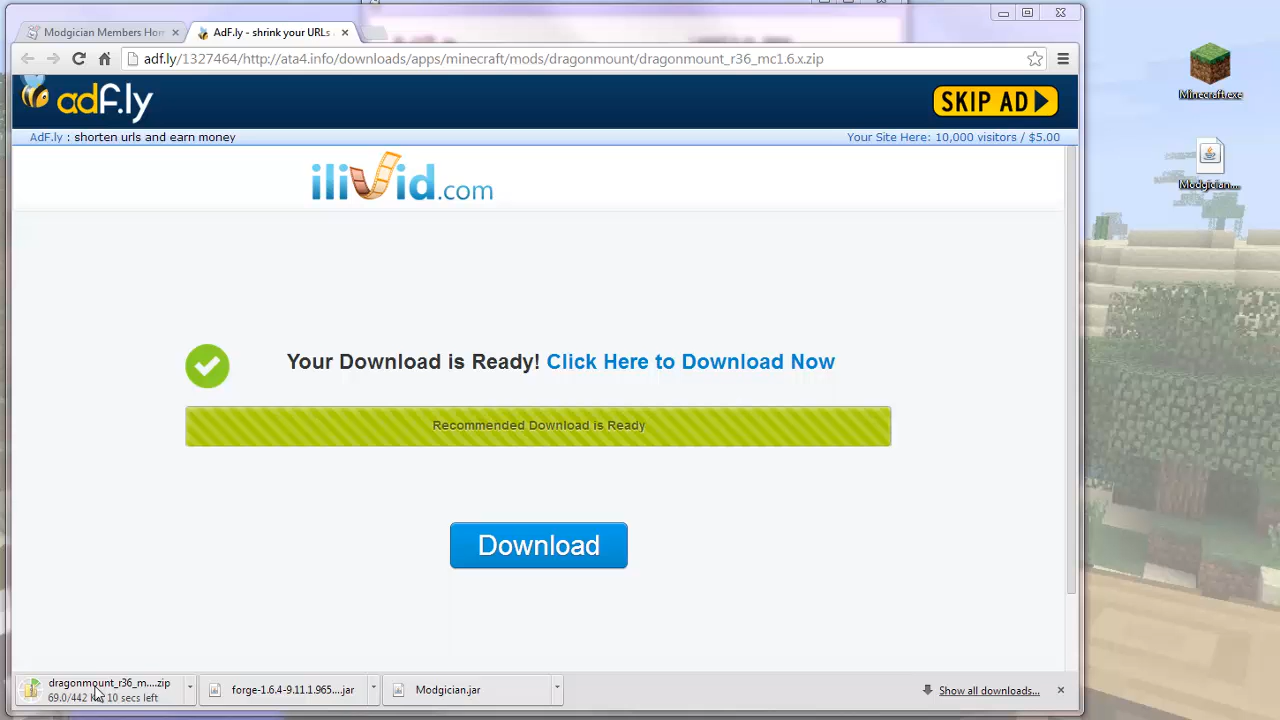 Modgician Members Hom
AdF.ly - shrink your URLs
adf.ly/1327464/http://ata4.info/downloads/apps/minecraft/mods/dragonmount/dragonmount_r36_mc1.6.x.zip
Minecraft.exe
adf.ly
SKIP AD
AdF.ly : shorten urls and earn money
Your Site Here: 10,000 visitors / $5.00
ilivid.com
Modgician....
Your Download is Ready! Click Here to Download Now
Recommended Download is Ready
Download
dragonmount_r36_m....zip
69.0/442 10 secs left
forge-1.6.4-9.11.1.965....jar
Modgician.jar
Show all downloads...